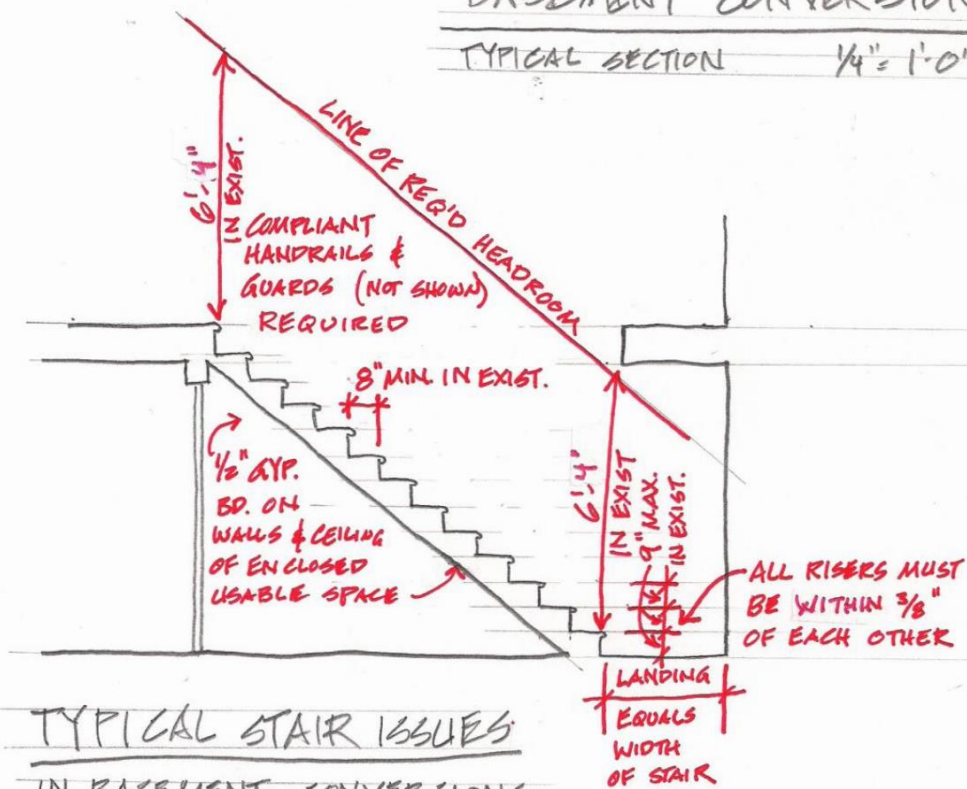 BASEMENT CONVERSION
TYPICAL SECTION 1/4" = 1'-0"
LINE OF REQ'D HEADROOM
6'-4"
IN EXIST.
COMPLIANT
HANDRAILS &
GUARDS (NOT SHOWN)
REQUIRED
8" MIN. IN EXIST.
1/2" GYP.
BD. ON
WALLS & CEILING
OF ENCLOSED
USABLE SPACE
6'-4"
IN EXIST
9" MAX.
IN EXIST.
ALL RISERS MUST
BE WITHIN 3/8"
OF EACH OTHER
LANDING
EQUALS
WIDTH
OF STAIR
TYPICAL STAIR ISSUES
IN BASEMENT CONVERSIONS